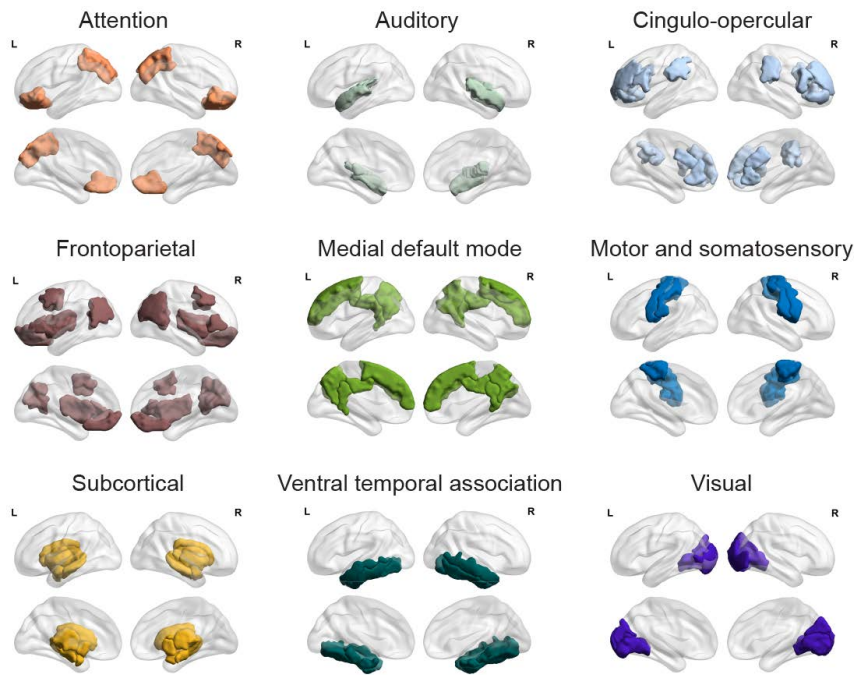 Attention
L R
Auditory
L R
Cingulo-opercular
L R
Frontoparietal
L R
Medial default mode
L R
Motor and somatosensory
L R
Subcortical
L R
Ventral temporal association
L R
Visual
L R